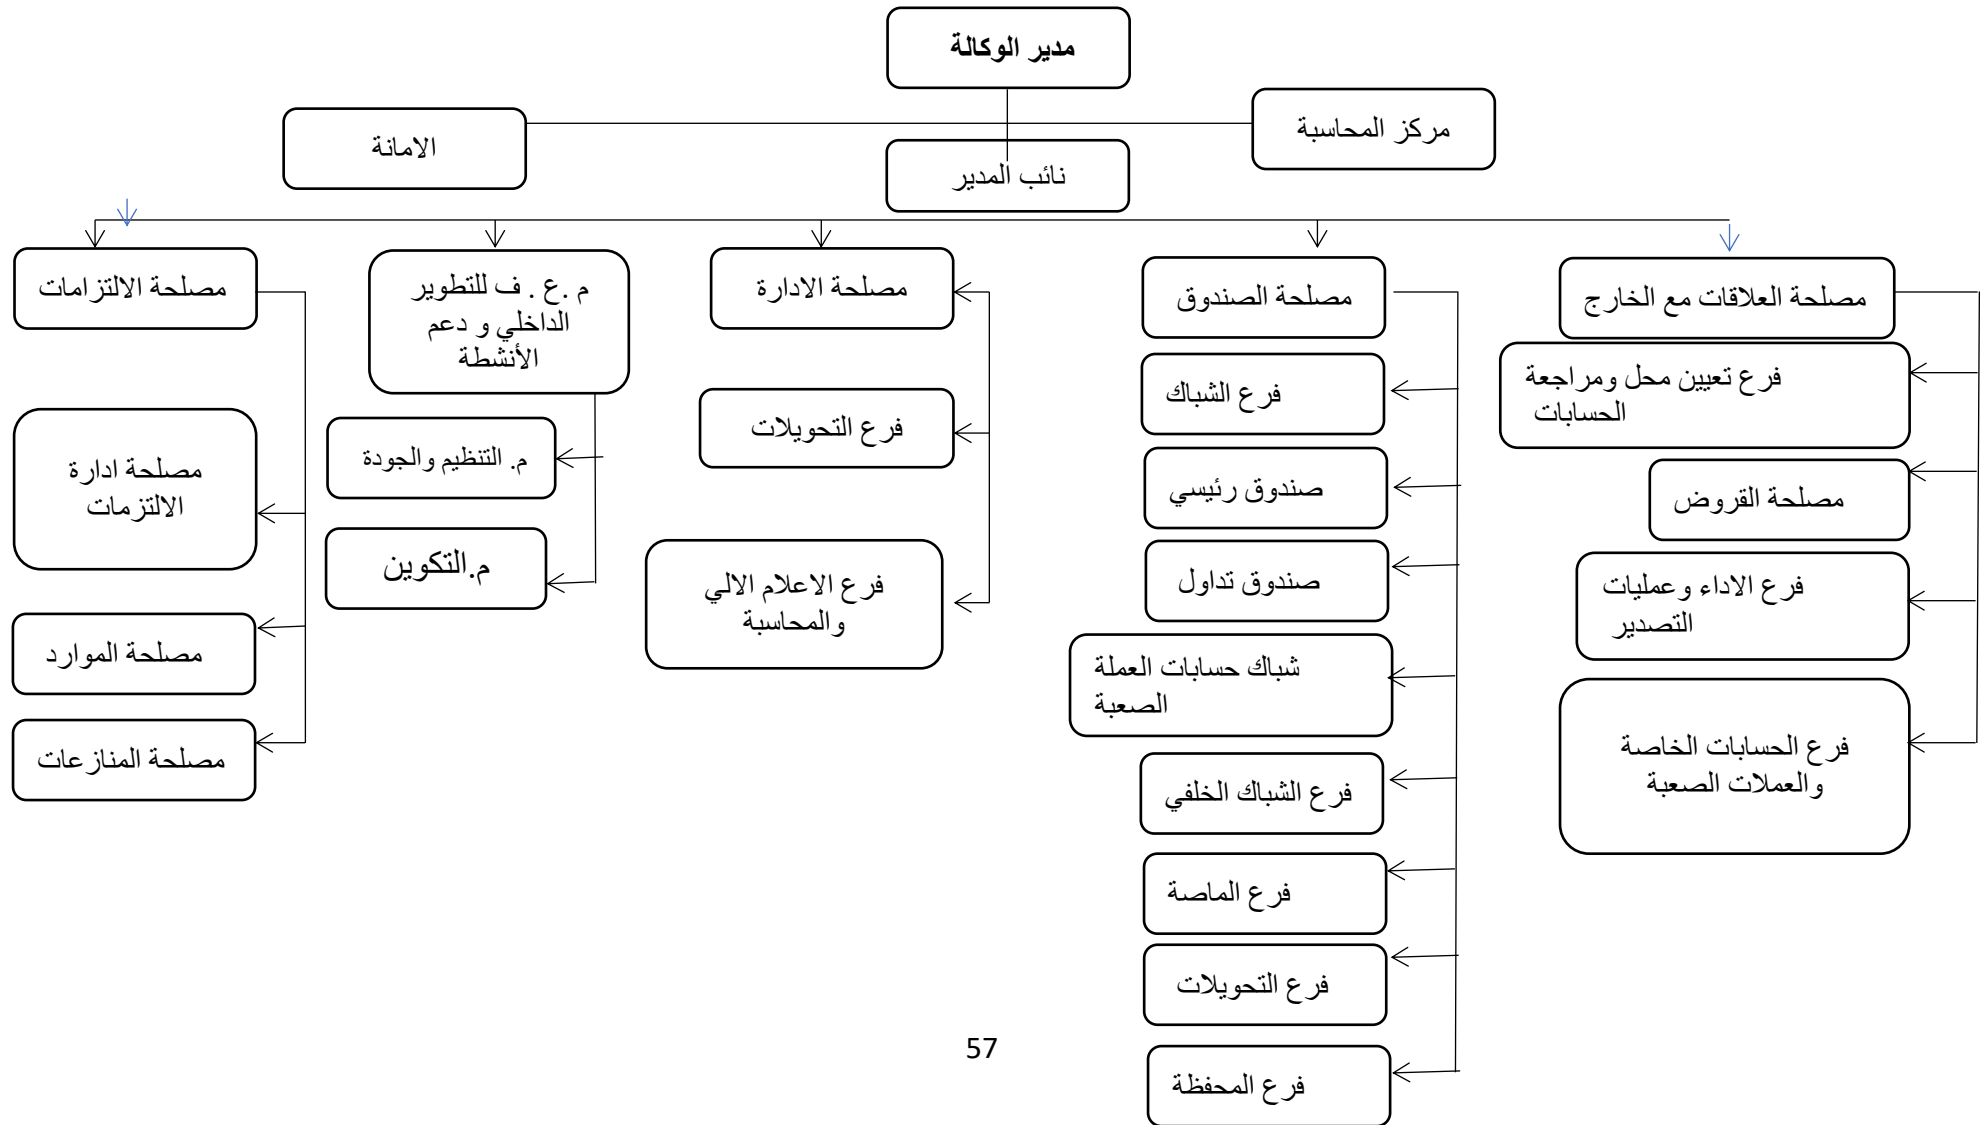 مدير الوكالة
مركز المحاسبة
الامانة
نائب المدير
مصلحة العلاقات مع الخارج
فرع تعيين محل ومراجعة
الحسابات
مصلحة القروض
فرع الاداء وعمليات
التصدير
فرع الحسابات الخاصة
والعملات الصعبة
مصلحة الصندوق
فرع الشباك
صندوق رئيسي
صندوق تداول
شباك حسابات العملة
الصعبة
فرع الشباك الخلفي
فرع الماصة
فرع التحويلات
فرع المحفظة
مصلحة الادارة
فرع التحويلات
فرع الاعلام الالي
والمحاسبة
م .ع . ف للتطوير
الداخلي و دعم
الأنشطة
م. التنظيم والجودة
م.التكوين
مصلحة الالتزامات
مصلحة ادارة
الالتزمات
مصلحة الموارد
مصلحة المنازعات
57